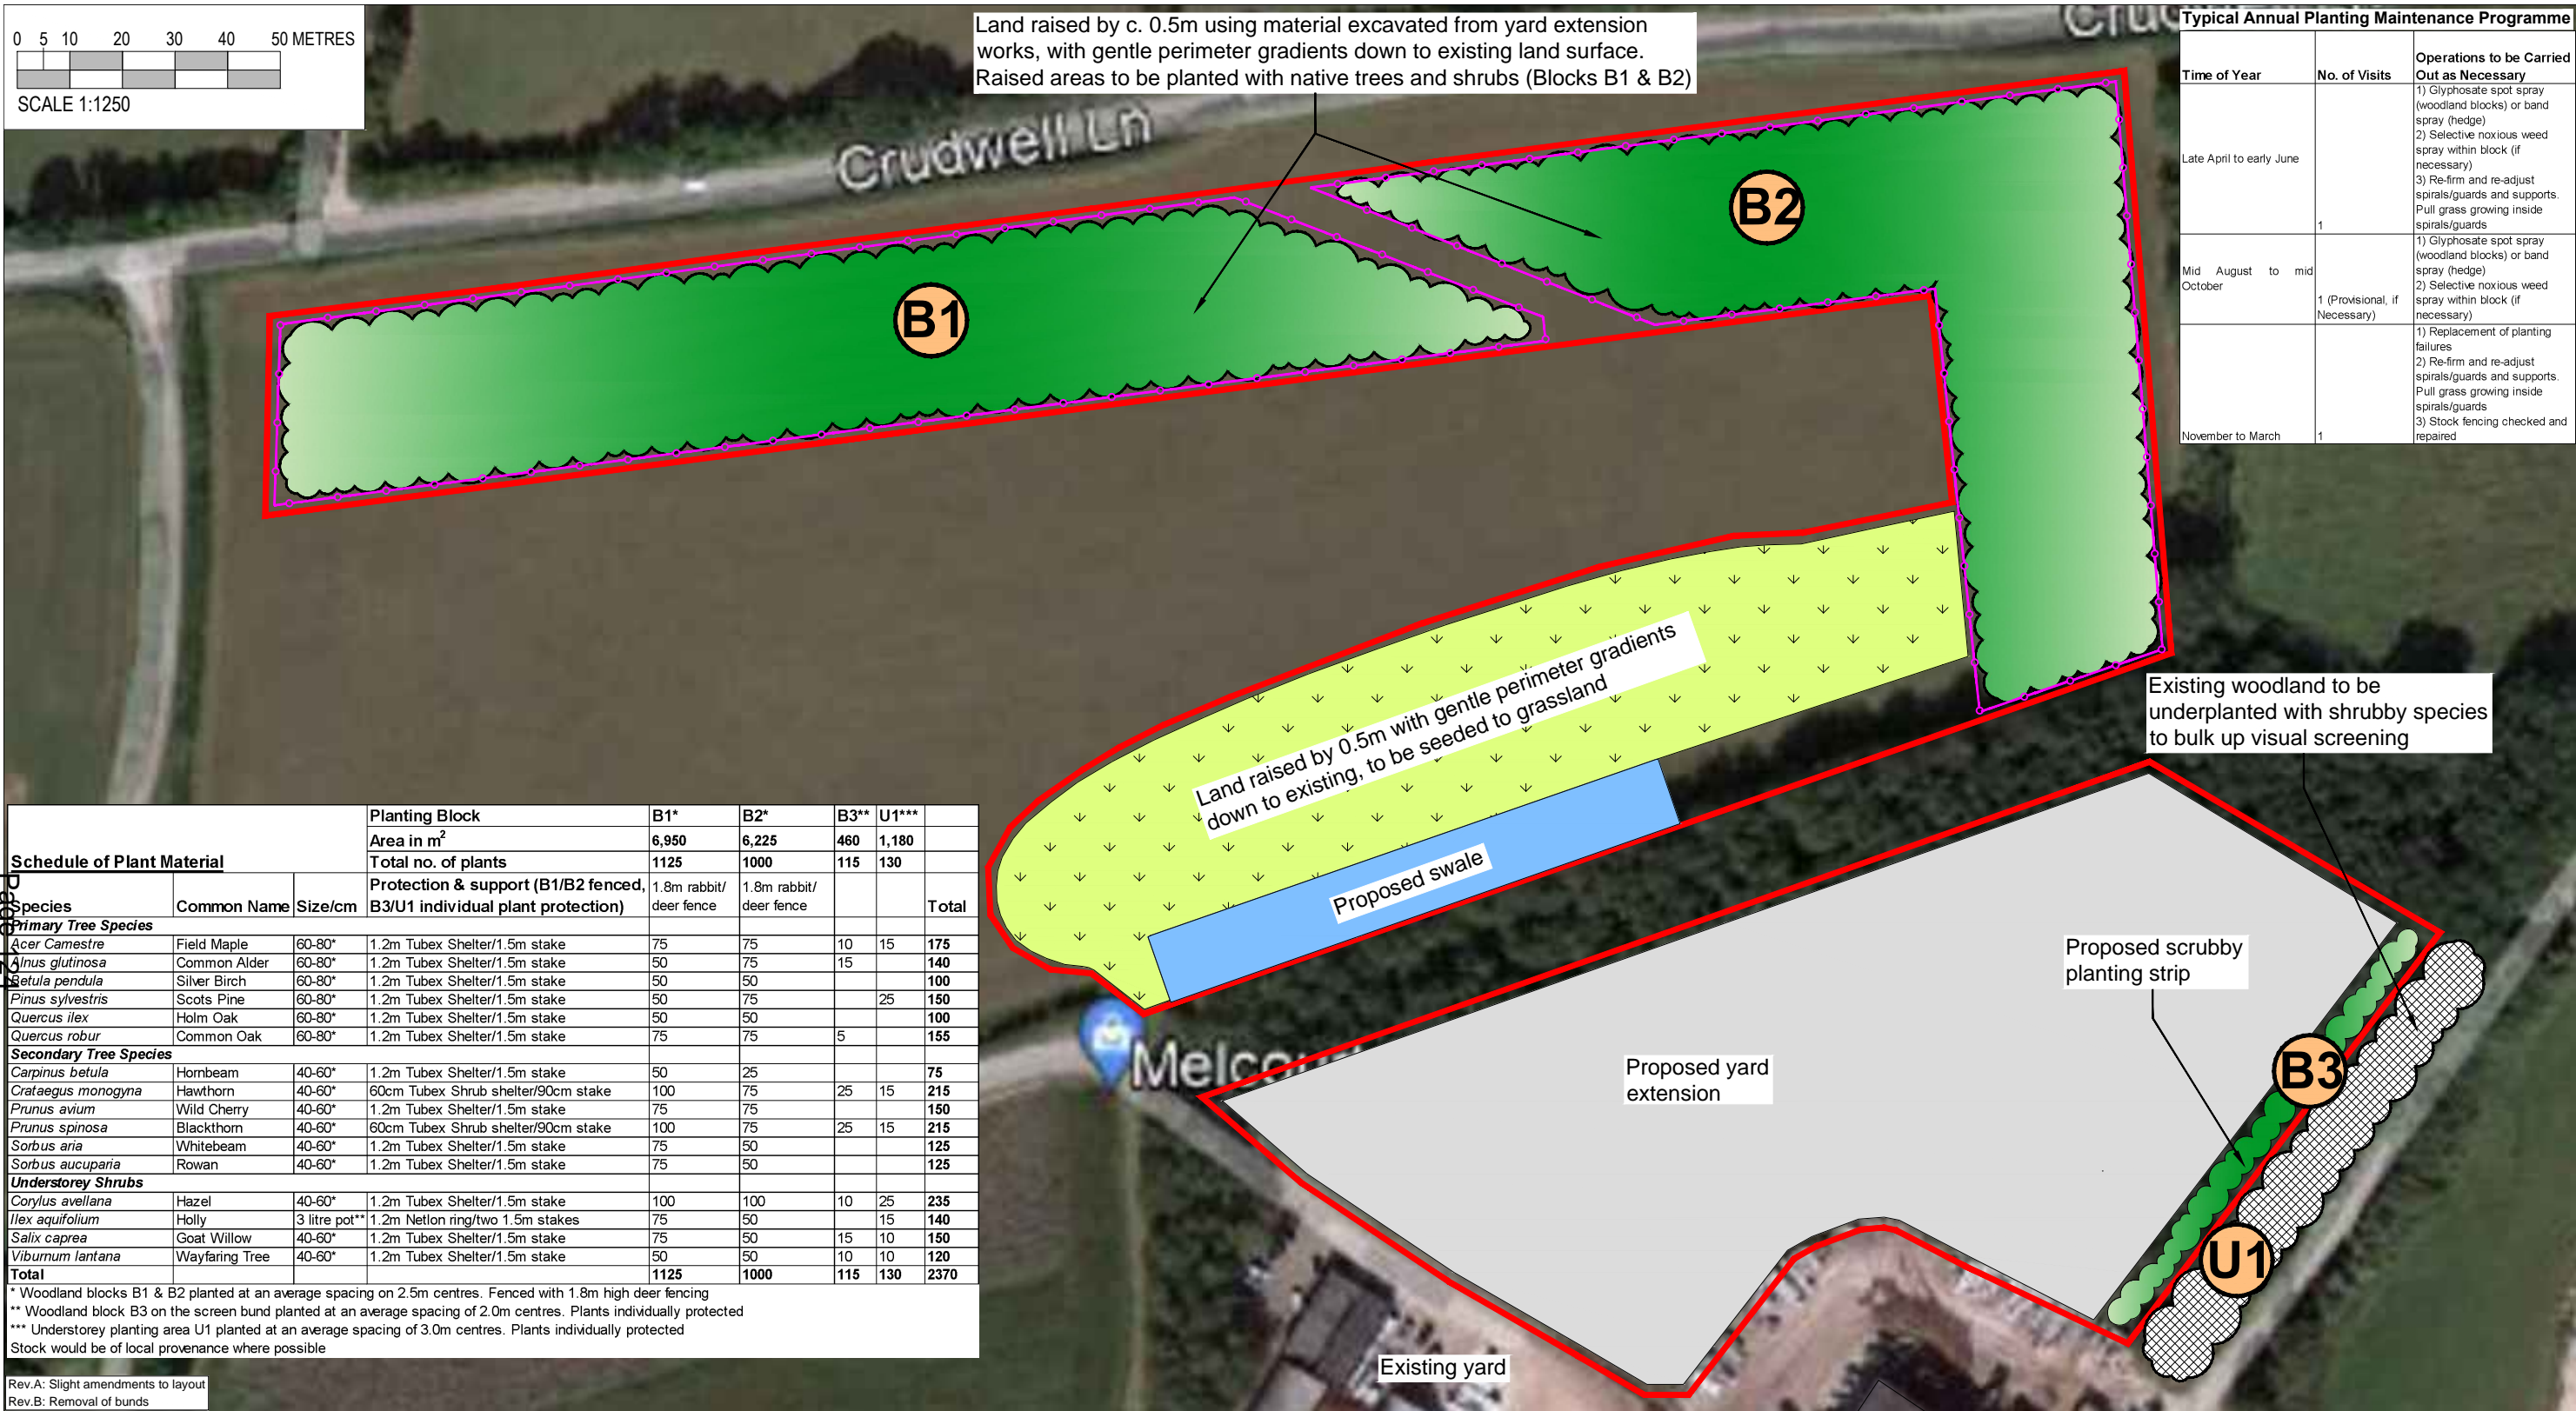 0 5 10 20 30 40 50 METRES
SCALE 1:1250
Land raised by c. 0.5m using material excavated from yard extension
works, with gentle perimeter gradients down to existing land surface.
Raised areas to be planted with native trees and shrubs (Blocks B1 & B2)
Crudwell Ln
B1
B2
Typical Annual Planting Maintenance Programme
Time of Year No. of Visits Operations to be Carried
Out as Necessary
Late April to early June 1
1) Glyphosate spot spray
(woodland blocks) or band
spray (hedge)
2) Selective noxious weed
spray within block (if
necessary)
3) Re-firm and re-adjust
spirals/guards and supports.
Pull grass growing inside
spirals/guards
Mid August to mid
October
1 (Provisional, if
Necessary)
1) Glyphosate spot spray
(woodland blocks) or band
spray (hedge)
2) Selective noxious weed
spray within block (if
necessary)
November to March 1
1) Replacement of planting
failures
2) Re-firm and re-adjust
spirals/guards and supports.
Pull grass growing inside
spirals/guards
3) Stock fencing checked and
repaired
Land raised by 0.5m with gentle perimeter gradients
down to existing, to be seeded to grassland
Proposed swale
Existing woodland to be
underplanted with shrubby species
to bulk up visual screening
Proposed scrubby
planting strip
Proposed yard
extension
B3
U1
Existing yard
Schedule of Plant Material
Planting Block B1* B2* B3** U1***
Area in m2 6,950 6,225 460 1,180
Total no. of plants 1125 1000 115 130
Species Common Name Size/cm Protection & support (B1/B2 fenced, B3/U1 individual plant protection) 1.8m rabbit/ deer fence 1.8m rabbit/ deer fence Total
Primary Tree Species
Acer Camestre Field Maple 60-80* 1.2m Tubex Shelter/1.5m stake 75 75 10 15 175
Alnus glutinosa Common Alder 60-80* 1.2m Tubex Shelter/1.5m stake 50 75 15 140
Betula pendula Silver Birch 60-80* 1.2m Tubex Shelter/1.5m stake 50 50 100
Pinus sylvestris Scots Pine 60-80* 1.2m Tubex Shelter/1.5m stake 50 75 25 150
Quercus ilex Holm Oak 60-80* 1.2m Tubex Shelter/1.5m stake 50 50 100
Quercus robur Common Oak 60-80* 1.2m Tubex Shelter/1.5m stake 75 75 5 155
Secondary Tree Species
Carpinus betula Hornbeam 40-60* 1.2m Tubex Shelter/1.5m stake 50 25 75
Crataegus monogyna Hawthorn 40-60* 60cm Tubex Shrub shelter/90cm stake 100 75 25 15 215
Prunus avium Wild Cherry 40-60* 1.2m Tubex Shelter/1.5m stake 75 75 150
Prunus spinosa Blackthorn 40-60* 60cm Tubex Shrub shelter/90cm stake 100 75 25 15 215
Sorbus aria Whitebeam 40-60* 1.2m Tubex Shelter/1.5m stake 75 50 125
Sorbus aucuparia Rowan 40-60* 1.2m Tubex Shelter/1.5m stake 75 50 125
Understorey Shrubs
Corylus avellana Hazel 40-60* 1.2m Tubex Shelter/1.5m stake 100 100 10 25 235
Ilex aquifolium Holly 3 litre pot** 1.2m Netlon ring/two 1.5m stakes 75 50 15 140
Salix caprea Goat Willow 40-60* 1.2m Tubex Shelter/1.5m stake 75 50 15 10 150
Viburnum lantana Wayfaring Tree 40-60* 1.2m Tubex Shelter/1.5m stake 50 50 10 10 120
Total 1125 1000 115 130 2370
* Woodland blocks B1 & B2 planted at an average spacing on 2.5m centres. Fenced with 1.8m high deer fencing
** Woodland block B3 on the screen bund planted at an average spacing of 2.0m centres. Plants individually protected
*** Understorey planting area U1 planted at an average spacing of 3.0m centres. Plants individually protected
Stock would be of local provenance where possible
Rev.A: Slight amendments to layout
Rev.B: Removal of bunds